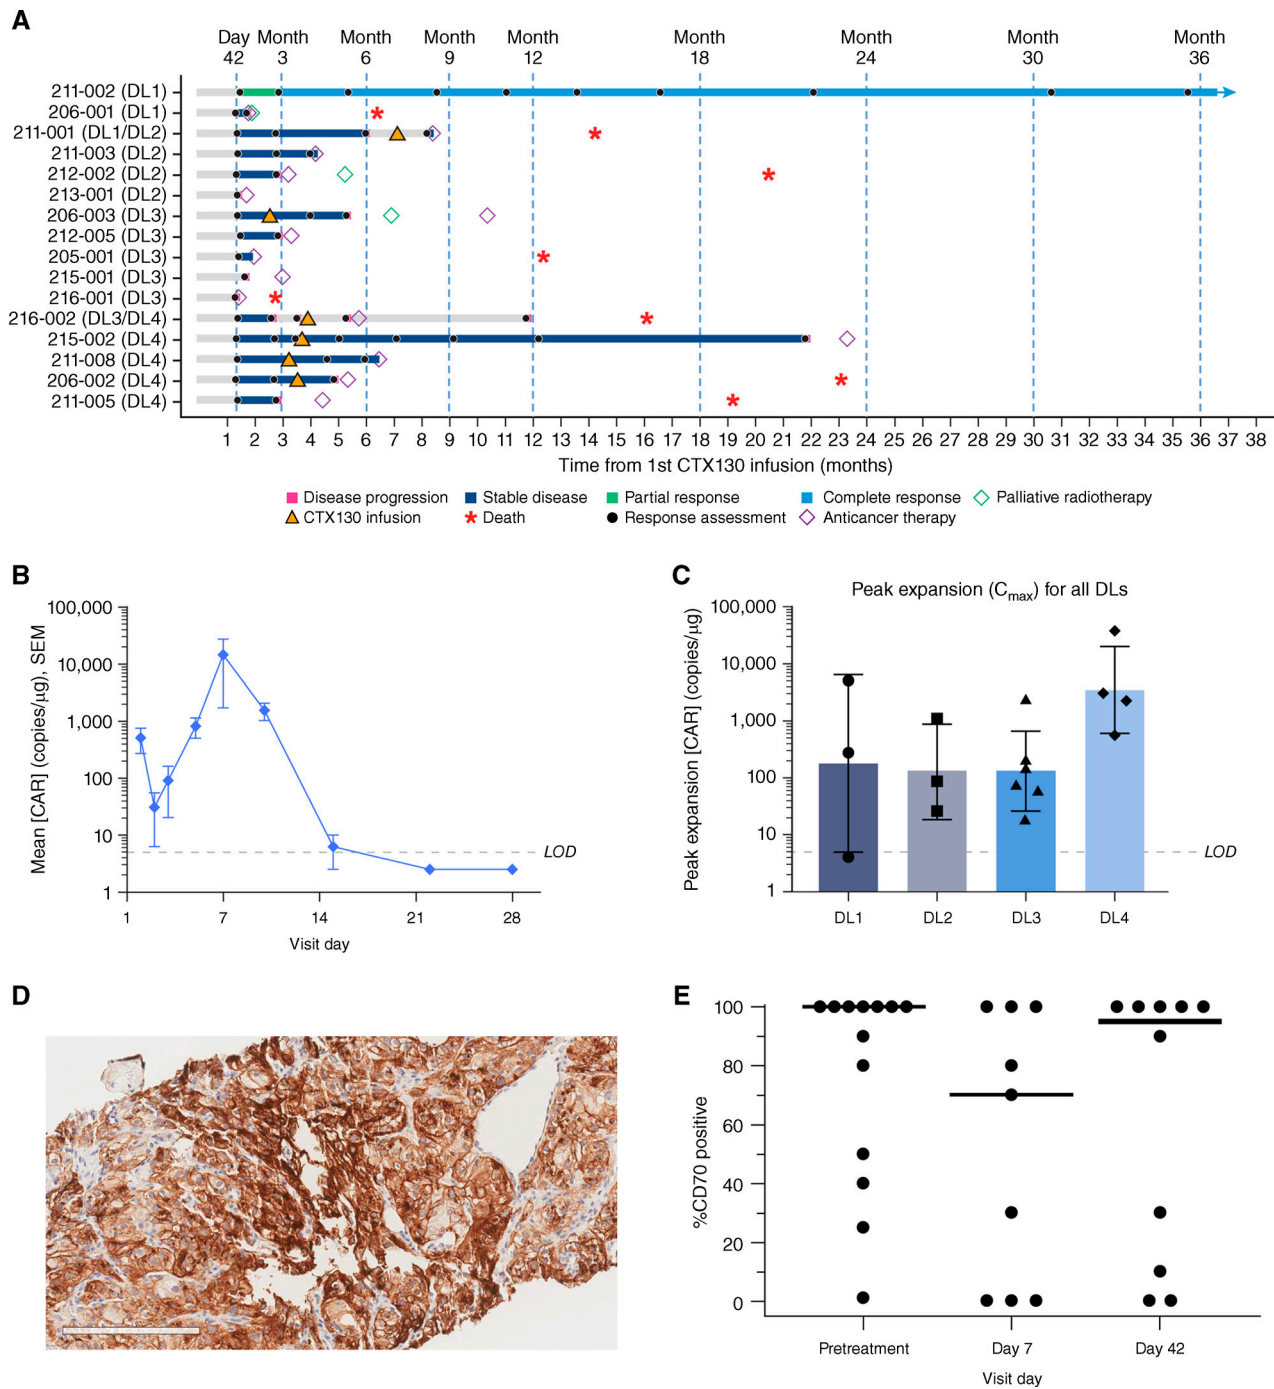 A
Day Month Month Month Month Month Month Month Month
42 3 6 9 12 18 24 30 36
211-002 (DL1)
206-001 (DL1)
211-001 (DL1/DL2)
211-003 (DL2)
212-002 (DL2)
213-001 (DL2)
206-003 (DL3)
212-005 (DL3)
205-001 (DL3)
215-001 (DL3)
216-001 (DL3)
216-002 (DL3/DL4)
215-002 (DL4)
211-008 (DL4)
206-002 (DL4)
211-005 (DL4)
1 2 3 4 5 6 7 8 9 10 11 12 13 14 15 16 17 18 19 20 21 22 23 24 25 26 27 28 29 30 31 32 33 34 35 36 37 38
Time from 1st CTX130 infusion (months)
Disease progression Stable disease Partial response Complete response Palliative radiotherapy
CTX130 infusion Death Response assessment Anticancer therapy
B
Mean [CAR] (copies/µg), SEM
100,000
10,000
1,000
100
10
1
LOD
1 7 14 21 28
Visit day
C
Peak expansion (Cmax) for all DLs
Peak expansion [CAR] (copies/µg)
100,000
10,000
1,000
100
10
1
LOD
DL1 DL2 DL3 DL4
D
E
%CD70 positive
100
80
60
40
20
0
Pretreatment Day 7 Day 42
Visit day